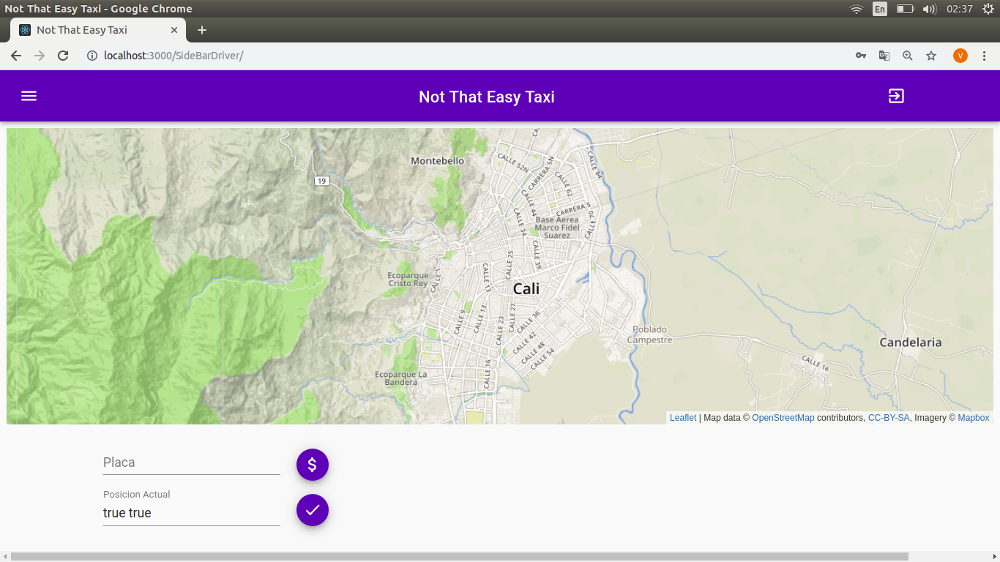 Not That Easy Taxi - Google Chrome
En
02:37
Not That Easy Taxi
localhost:3000/SideBarDriver/
V
Not That Easy Taxi
Montebello
19
CALLE 52N
CARRERA 5N
CALLE 84
CALLE 62
CALLE 44
CARRERA 5
CALLE 70
CALLE 34
Base Aerea
Marco Fidel
Suarez
CALLE 39
CALLE 25
Ecoparque
Cristo Rey
CALLE 1
CALLE 13
Cali
CALLE 9
CALLE 13
CALLE 23
CALLE 27
CALLE 36
CALLE 42
CALLE 48
CALLE 54
Poblado
Campestre
Candelaria
CALLE 16
Ecoparque La
Bandera
CALLE 16
Leaflet | Map data © OpenStreetMap contributors, CC-BY-SA, Imagery © Mapbox
Placa
$
Posicion Actual
true true